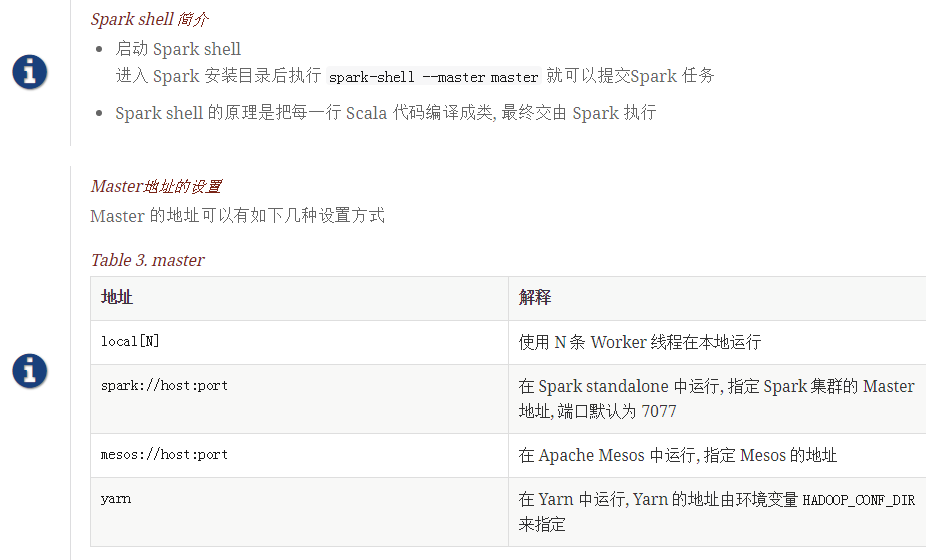 Spark shell 简介
启动 Spark shell
进入 Spark 安装目录后执行 spark-shell --master master 就可以提交Spark 任务
Spark shell 的原理是把每一行 Scala 代码编译成类, 最终交由 Spark 执行
Master地址的设置
Master 的地址可以有如下几种设置方式
Table 3. master
地址 解释
local[N] 使用 N 条 Worker 线程在本地运行
spark://host:port 在 Spark standalone 中运行, 指定 Spark 集群的 Master
地址, 端口默认为 7077
mesos://host:port 在 Apache Mesos 中运行, 指定 Mesos 的地址
yarn 在 Yarn 中运行, Yarn 的地址由环境变量 HADOOP_CONF_DIR
来指定